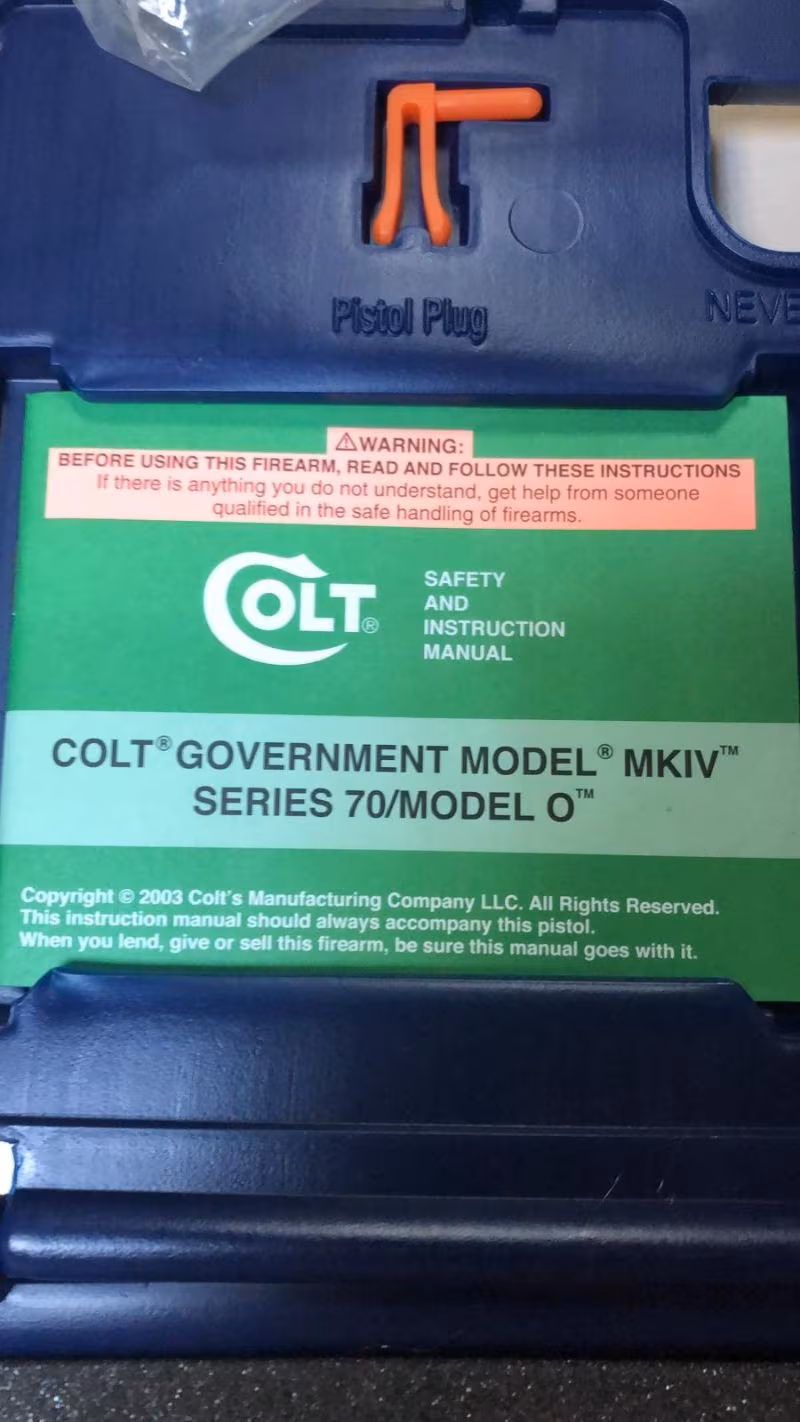 Pistol Plug
NEVE
⚠WARNING:
BEFORE USING THIS FIREARM, READ AND FOLLOW THESE INSTRUCTIONS
If there is anything you do not understand, get help from someone
qualified in the safe handling of firearms.
COLT®
SAFETY
AND
INSTRUCTION
MANUAL
COLT® GOVERNMENT MODEL® MKIV™
SERIES 70/MODEL O™
Copyright © 2003 Colt's Manufacturing Company LLC. All Rights Reserved.
This instruction manual should always accompany this pistol.
When you lend, give or sell this firearm, be sure this manual goes with it.